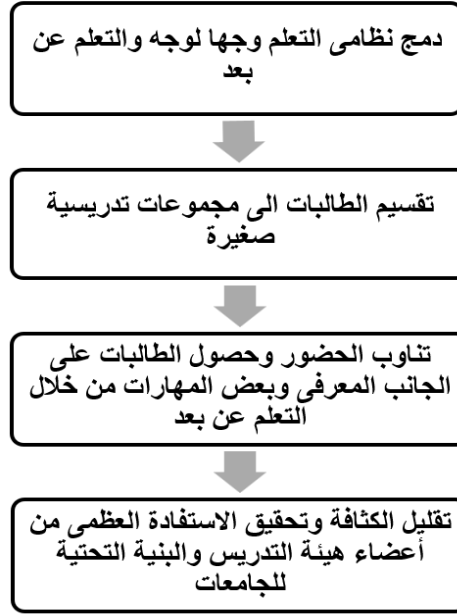 دمج نظامى التعلم وجها لوجه والتعلم عن
بعد
تقسيم الطالبات الى مجموعات تدريسية
صغيرة
تناوب الحضور وحصول الطالبات على
الجانب المعرفى وبعض المهارات من خلال
التعلم عن بعد
تقليل الكثافة وتحقيق الاستفادة العظمى من
أعضاء هيئة التدريس والبنية التحتية
للجامعات